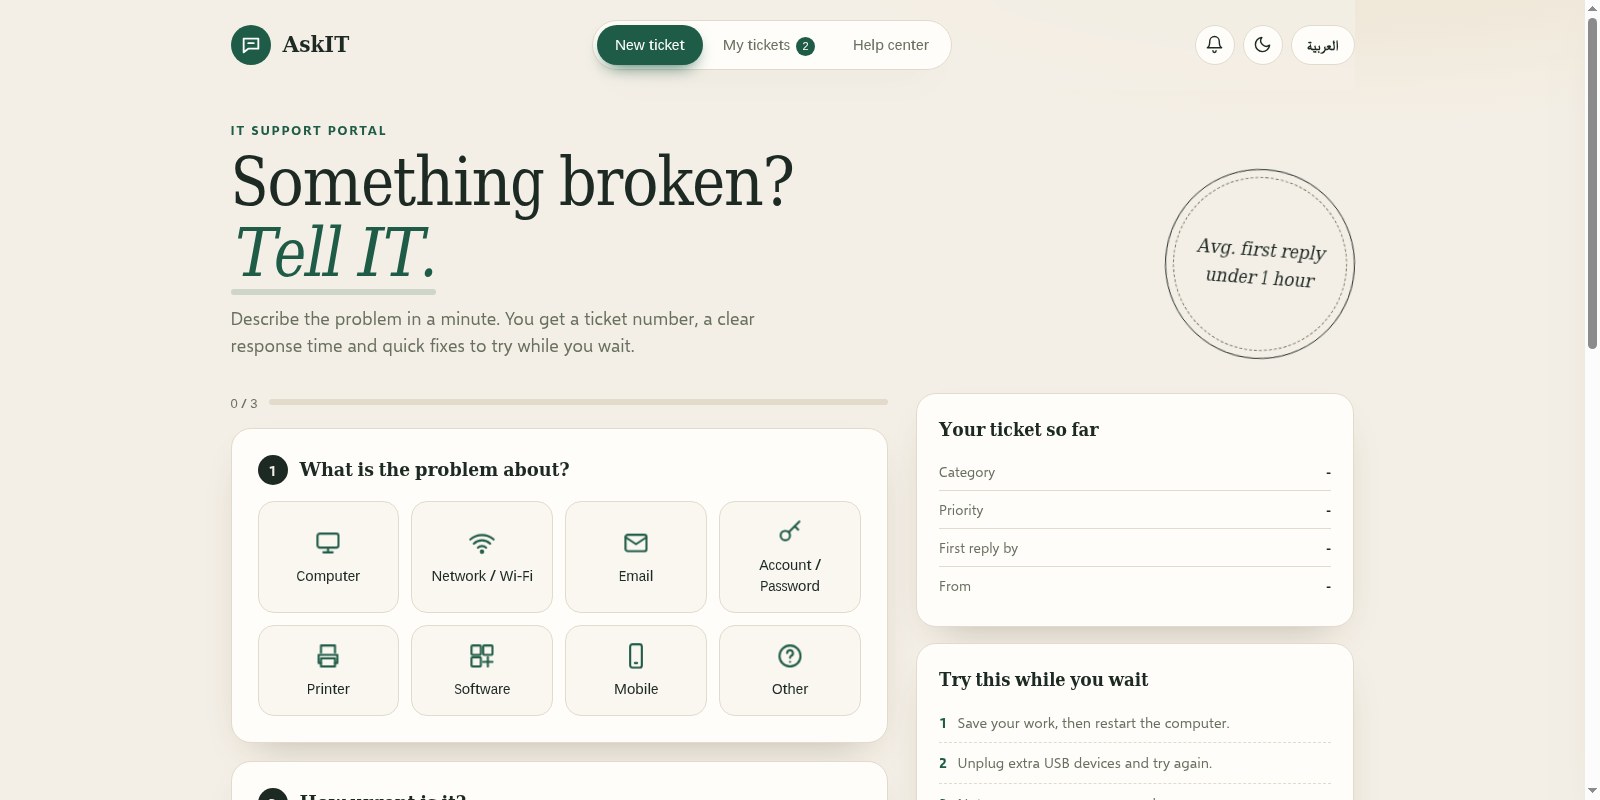 AskIT
New ticket
My tickets 2
Help center
العربية
IT SUPPORT PORTAL
Something broken?
Tell IT.
Describe the problem in a minute. You get a ticket number, a clear
response time and quick fixes to try while you wait.
Avg. first reply
under 1 hour
0 / 3
1 What is the problem about?
Computer
Network / Wi-Fi
Email
Account /
Password
Printer
Software
Mobile
Other
Your ticket so far
Category -
Priority -
First reply by -
From -
Try this while you wait
1 Save your work, then restart the computer.
2 Unplug extra USB devices and try again.
How urgent is it?